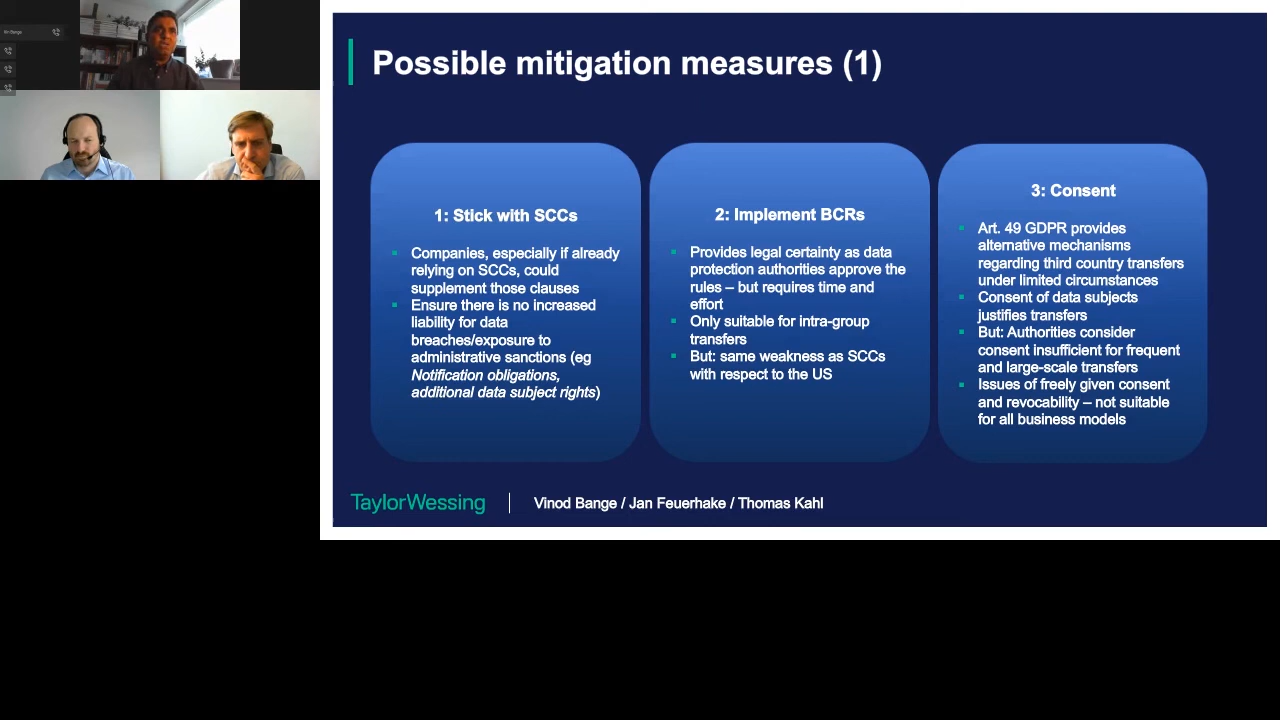 Possible mitigation measures (1)
1: Stick with SCCs
Companies, especially if already
relying on SCCs, could
supplement those clauses
Ensure there is no increased
liability for data
breaches/exposure to
administrative sanctions (eg
Notification obligations,
additional data subject rights)
2: Implement BCRs
Provides legal certainty as data
protection authorities approve the
rules – but requires time and
effort
Only suitable for intra-group
transfers
But: same weakness as SCCs
with respect to the US
3: Consent
Art. 49 GDPR provides
alternative mechanisms
regarding third country transfers
under limited circumstances
Consent of data subjects
justifies transfers
But: Authorities consider
consent insufficient for frequent
and large-scale transfers
Issues of freely given consent
and revocability – not suitable
for all business models
TaylorWessing
Vinod Bange / Jan Feuerhake / Thomas Kahl